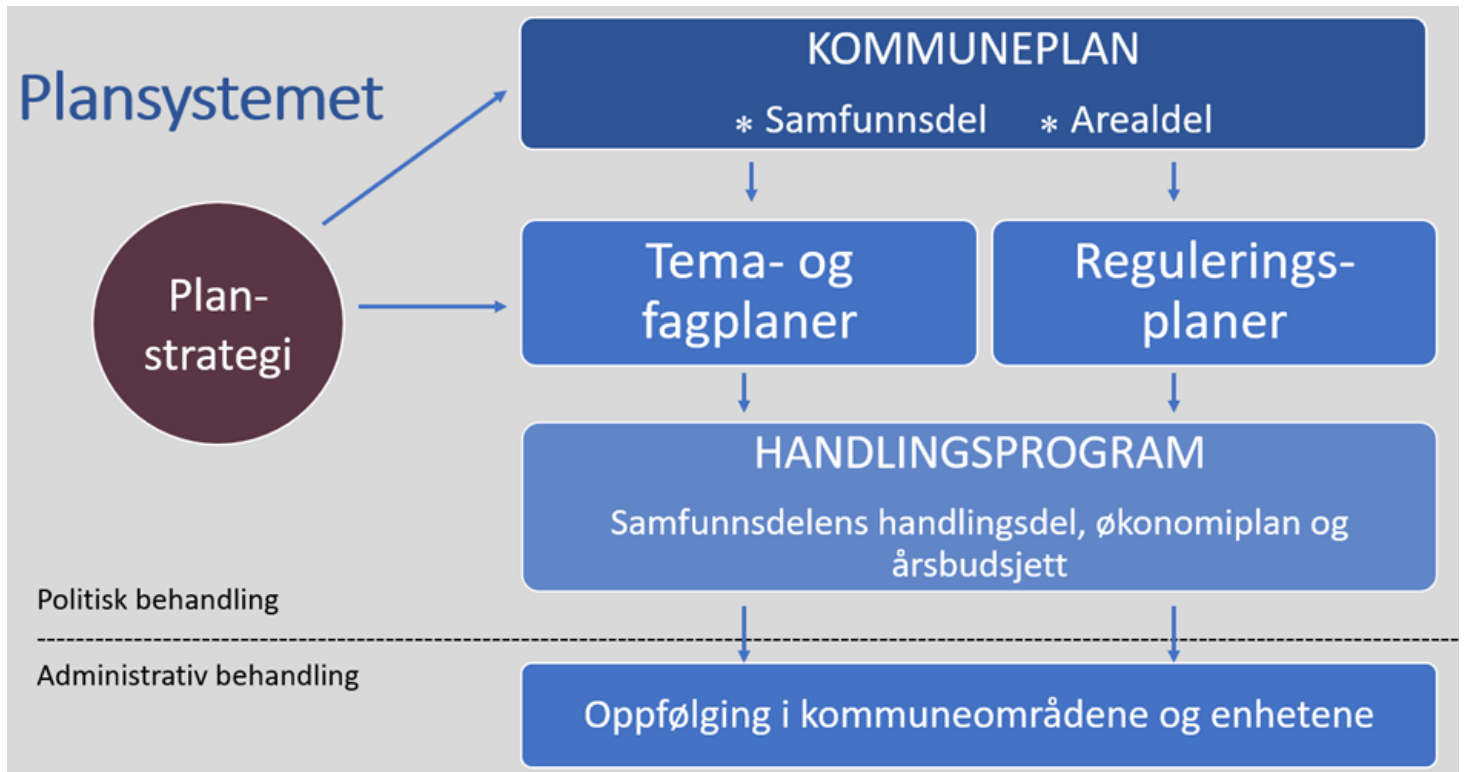 Plansystemet
KOMMUNEPLAN
* Samfunnsdel * Arealdel
Plan-
strategi
Tema- og
fagplaner
Regulerings-
planer
HANDLINGSPROGRAM
Samfunnsdelens handlingsdel, økonomiplan og
årsbudsjett
Politisk behandling
Administrativ behandling
Oppfølging i kommuneområdene og enhetene